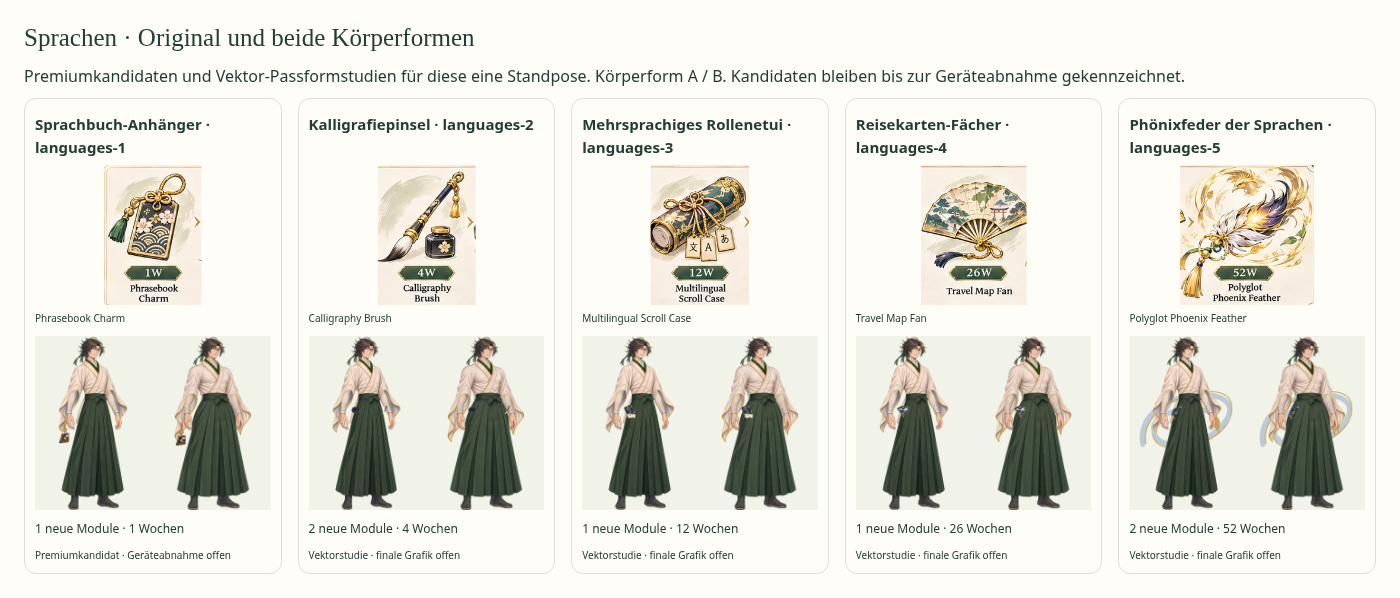 Sprachen · Original und beide Körperformen
Premiumkandidaten und Vektor-Passformstudien für diese eine Standpose. Körperform A / B. Kandidaten bleiben bis zur Geräteabnahme gekennzeichnet.
Sprachbuch-Anhänger ·
languages-1
1W
Phrasebook
Charm
Phrasebook Charm
1 neue Module · 1 Wochen
Premiumkandidat · Geräteabnahme offen
Kalligrafiepinsel · languages-2
4W
Calligraphy
Brush
Calligraphy Brush
2 neue Module · 4 Wochen
Vektorstudie · finale Grafik offen
Mehrsprachiges Rollenetui ·
languages-3
文 A あ
12W
Multilingual
Scroll Case
Multilingual Scroll Case
1 neue Module · 12 Wochen
Vektorstudie · finale Grafik offen
Reisekarten-Fächer ·
languages-4
26W
Travel Map Fan
Travel Map Fan
1 neue Module · 26 Wochen
Vektorstudie · finale Grafik offen
Phönixfeder der Sprachen ·
languages-5
52W
Polyglot
Phoenix Feather
Polyglot Phoenix Feather
2 neue Module · 52 Wochen
Vektorstudie · finale Grafik offen